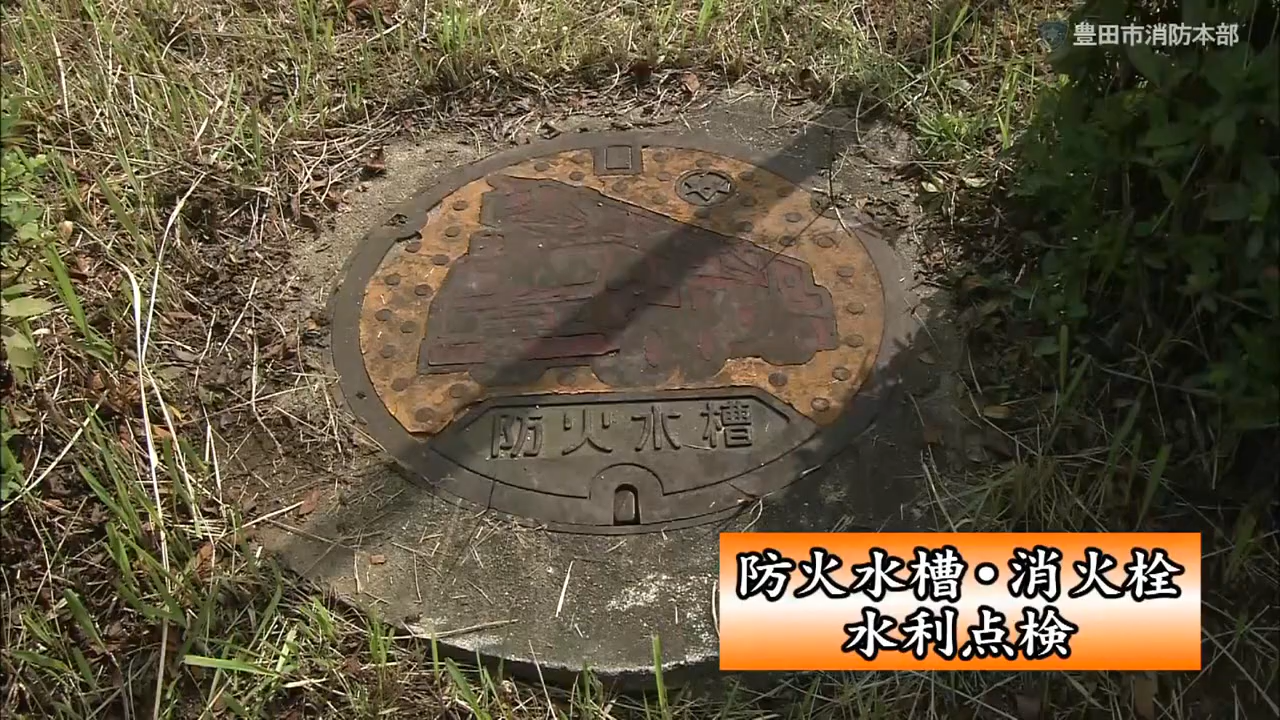 豊田市消防本部
防火水槽
防火水槽・消火栓
水利点検